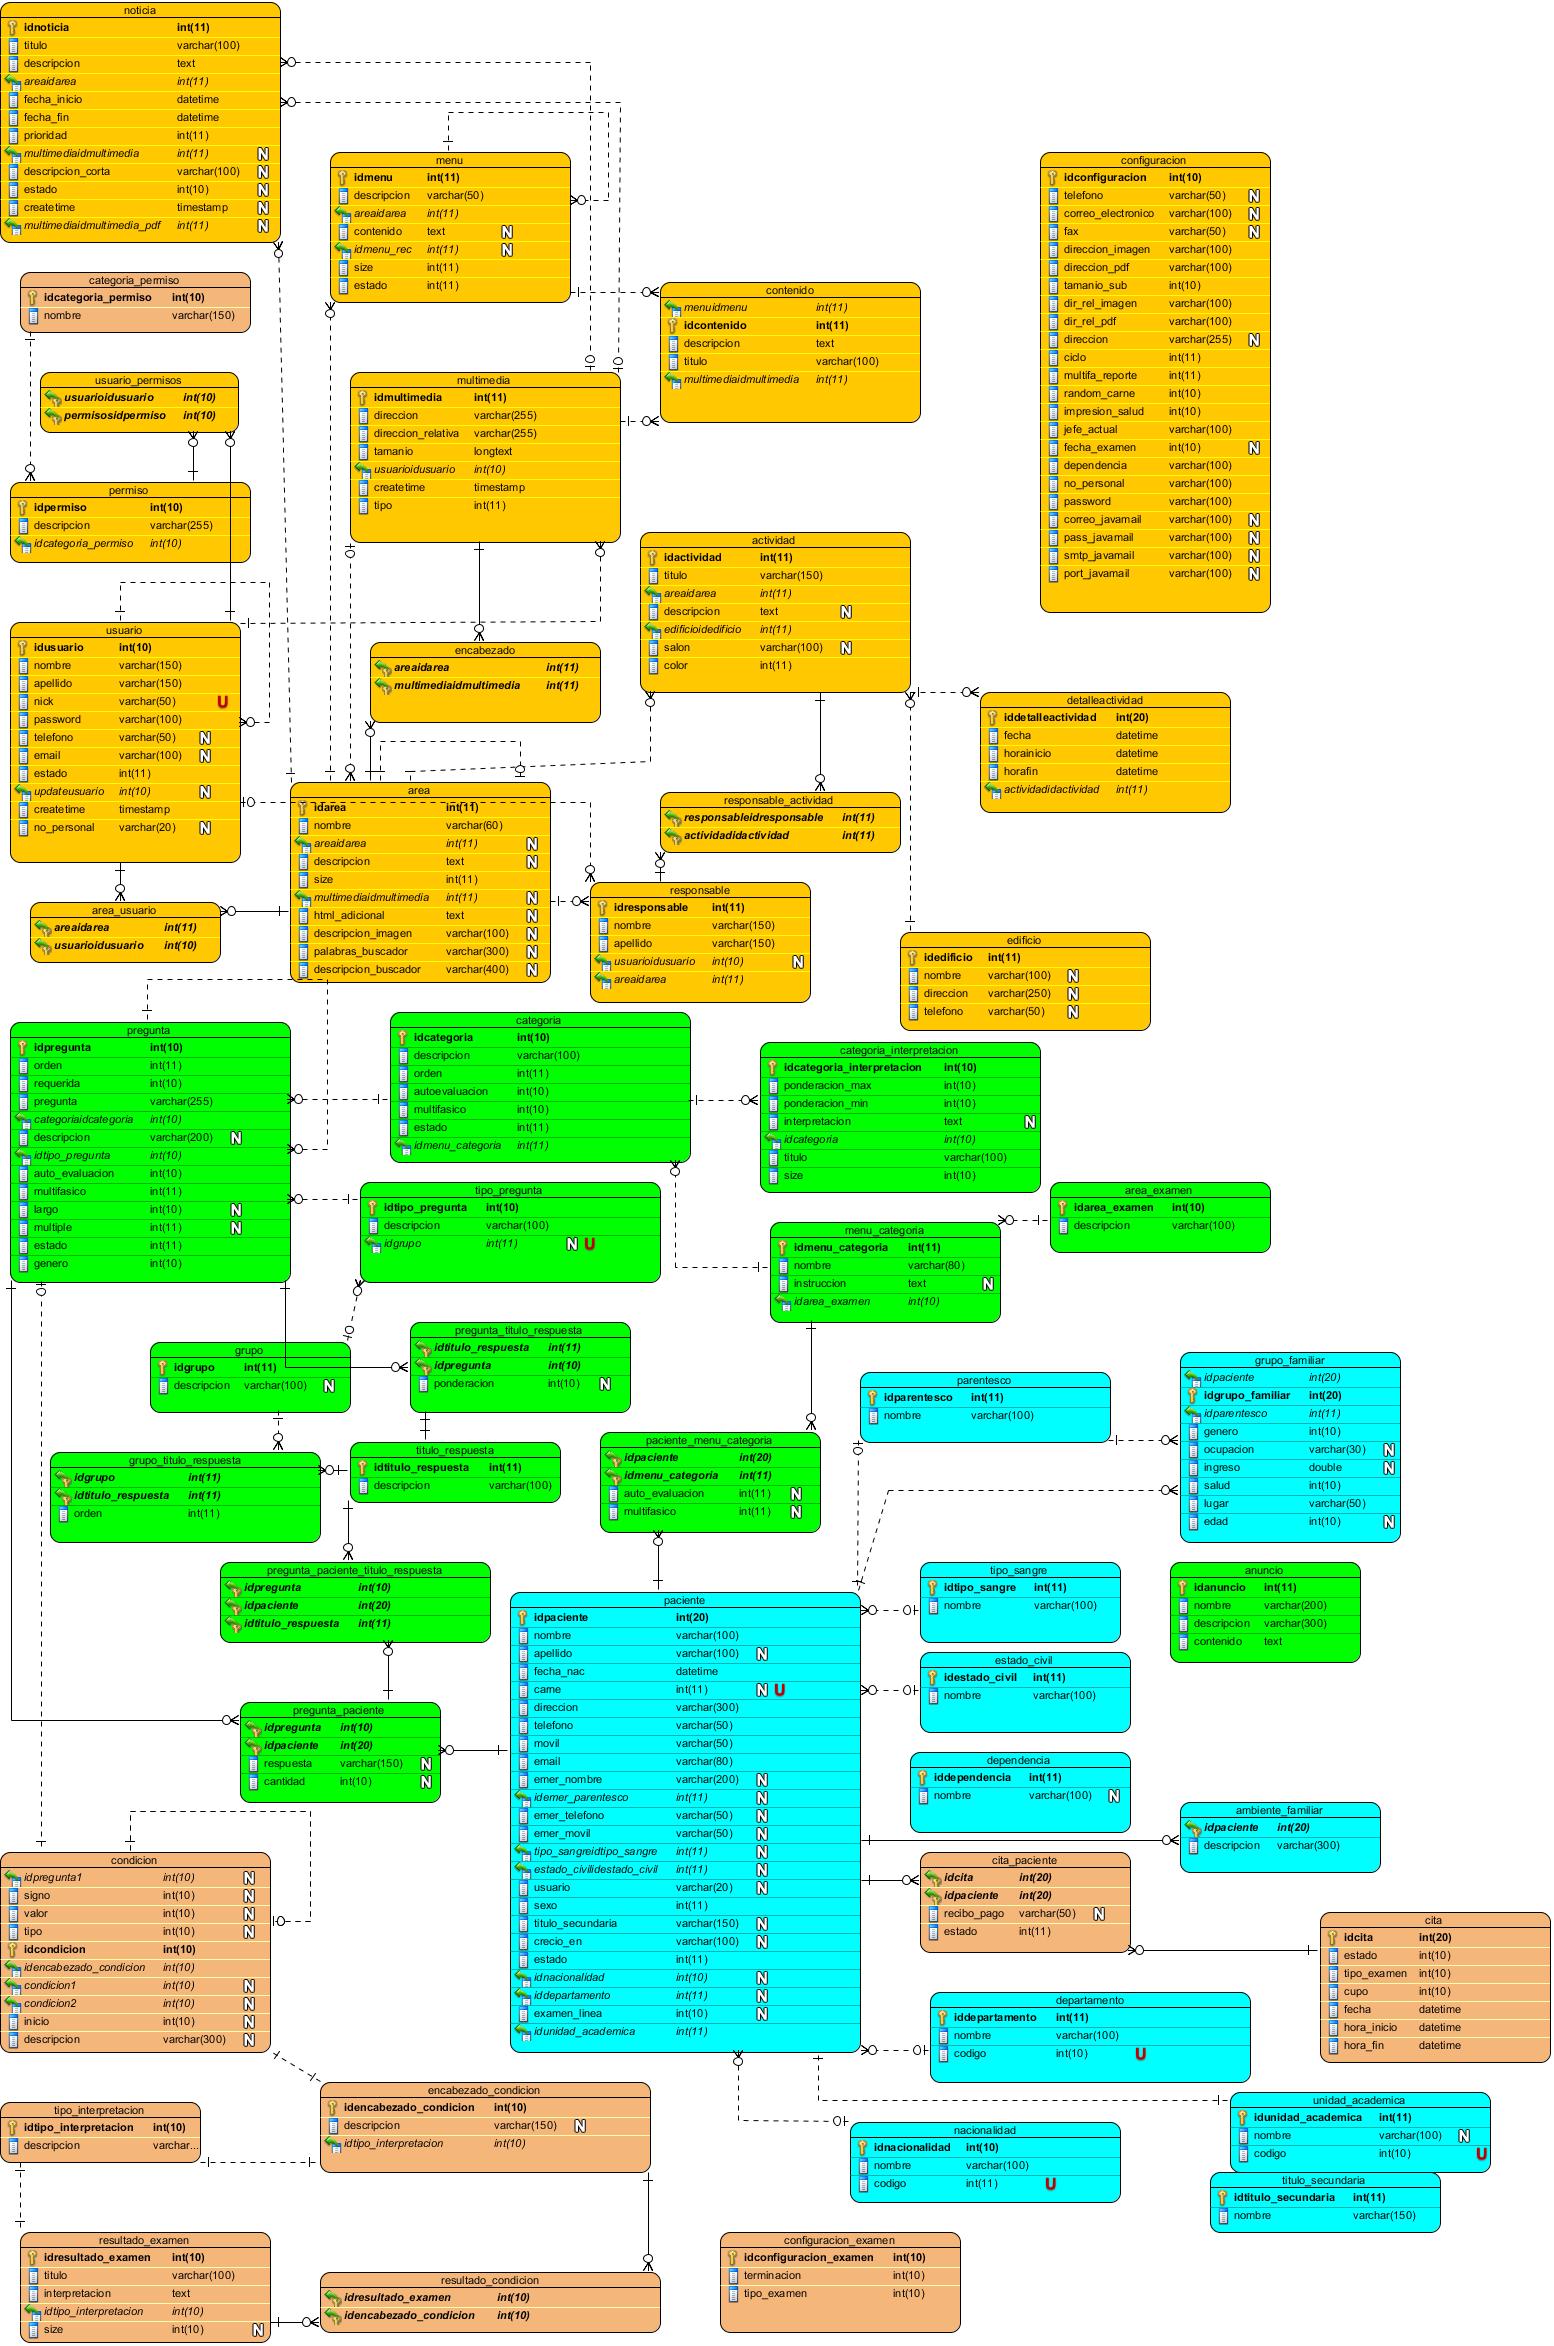 noticia
idnoticia int(11)
titulo varchar(100)
descripcion text
areaidarea int(11)
fecha_inicio datetime
fecha_fin datetime
prioridad int(11)
multimediaidmultimedia int(11) N
descripcion_corta varchar(100) N
estado int(10) N
createtime timestamp N
multimediaidmultimedia_pdf int(11) N
menu
idmenu int(11)
descripcion varchar(50)
areaidarea int(11)
contenido text N
idmenu_rec int(11) N
size int(11)
estado int(11)
configuracion
idconfiguracion int(10)
telefono varchar(50) N
correo_electronico varchar(100) N
fax varchar(50) N
direccion_imagen varchar(100)
direccion_pdf varchar(100)
tamanio_sub int(10)
dir_rel_imagen varchar(100)
dir_rel_pdf varchar(100)
direccion varchar(255) N
ciclo int(11)
multifa_reporte int(11)
random_carne int(10)
impresion_salud int(10)
jefe_actual varchar(100)
fecha_examen int(10) N
dependencia varchar(100)
no_personal varchar(100)
password varchar(100)
correo_javamail varchar(100) N
pass_javamail varchar(100) N
smtp_javamail varchar(100) N
port_javamail varchar(100) N
categoria_permiso
idcategoria_permiso int(10)
nombre varchar(150)
contenido
menuidmenu int(11)
idcontenido int(11)
descripcion text
titulo varchar(100)
multimediaidmultimedia int(11)
usuario_permisos
usuarioidusuario int(10)
permisosidpermiso int(10)
multimedia
idmultimedia int(11)
direccion varchar(255)
direccion_relativa varchar(255)
tamanio longtext
usuarioidusuario int(10)
createtime timestamp
tipo int(11)
permiso
idpermiso int(10)
descripcion varchar(255)
idcategoria_permiso int(10)
actividad
idactividad int(11)
titulo varchar(150)
areaidarea int(11)
descripcion text N
edificioidedificio int(11)
salon varchar(100) N
color int(11)
usuario
idusuario int(10)
nombre varchar(150)
apellido varchar(150)
nick varchar(50) U
password varchar(100)
telefono varchar(50) N
email varchar(100) N
estado int(11)
updateusuario int(10) N
createtime timestamp
no_personal varchar(20) N
encabezado
areaidarea int(11)
multimediaidmultimedia int(11)
detalleactividad
iddetalleactividad int(20)
fecha datetime
horainicio datetime
horafin datetime
actividadidactividad int(11)
area
idarea int(11)
nombre varchar(60)
areaidarea int(11) N
descripcion text N
size int(11)
multimediaidmultimedia int(11) N
html_adicional text N
descripcion_imagen varchar(100) N
palabras_buscador varchar(300) N
descripcion_buscador varchar(400) N
responsable_actividad
responsableidresponsable int(11)
actividadidactividad int(11)
responsable
idresponsable int(11)
nombre varchar(150)
apellido varchar(150)
usuarioidusuario int(10) N
areaidarea int(11)
area_usuario
areaidarea int(11)
usuarioidusuario int(10)
edificio
idedificio int(11)
nombre varchar(100) N
direccion varchar(250) N
telefono varchar(50) N
pregunta
idpregunta int(10)
orden int(11)
requerida int(10)
pregunta varchar(255)
categoriaidcategoria int(10)
descripcion varchar(200) N
idtipo_pregunta int(10)
auto_evaluacion int(10)
multifasico int(11)
largo int(10) N
multiple int(11) N
estado int(11)
genero int(10)
categoria
idcategoria int(10)
descripcion varchar(100)
orden int(11)
autoevaluacion int(10)
multifasico int(10)
estado int(11)
idmenu_categoria int(11)
categoria_interpretacion
idcategoria_interpretacion int(10)
ponderacion_max int(10)
ponderacion_min int(10)
interpretacion text N
idcategoria int(10)
titulo varchar(100)
size int(10)
tipo_pregunta
idtipo_pregunta int(10)
descripcion varchar(100)
idgrupo int(11) N U
area_examen
idarea_examen int(10)
descripcion varchar(100)
menu_categoria
idmenu_categoria int(11)
nombre varchar(80)
instruccion text N
idarea_examen int(10)
grupo
idgrupo int(11)
descripcion varchar(100) N
pregunta_titulo_respuesta
idtitulo_respuesta int(11)
idpregunta int(10)
ponderacion int(10) N
parentesco
idparentesco int(11)
nombre varchar(100)
grupo_familiar
idpaciente int(20)
idgrupo_familiar int(20)
idparentesco int(11)
genero int(10)
ocupacion varchar(30) N
ingreso double N
salud int(10)
lugar varchar(50)
edad int(10) N
grupo_titulo_respuesta
idgrupo int(11)
idtitulo_respuesta int(11)
orden int(11)
titulo_respuesta
idtitulo_respuesta int(11)
descripcion varchar(100)
paciente_menu_categoria
idpaciente int(20)
idmenu_categoria int(11)
auto_evaluacion int(11) N
multifasico int(11) N
pregunta_paciente_titulo_respuesta
idpregunta int(10)
idpaciente int(20)
idtitulo_respuesta int(11)
paciente
idpaciente int(20)
nombre varchar(100)
apellido varchar(100) N
fecha_nac datetime
carne int(11) N U
direccion varchar(300)
telefono varchar(50)
movil varchar(50)
email varchar(80)
emer_nombre varchar(200) N
idemer_parentesco int(11) N
emer_telefono varchar(50) N
emer_movil varchar(50) N
tipo_sangreidtipo_sangre int(11) N
estado_civilidestado_civil int(11) N
usuario varchar(20) N
sexo int(11)
titulo_secundaria varchar(150) N
crecio_en varchar(100) N
estado int(11)
idnacionalidad int(10) N
iddepartamento int(11) N
examen_linea int(10) N
idunidad_academica int(11)
tipo_sangre
idtipo_sangre int(11)
nombre varchar(100)
anuncio
idanuncio int(11)
nombre varchar(200)
descripcion varchar(300)
contenido text
estado_civil
idestado_civil int(11)
nombre varchar(100)
pregunta_paciente
idpregunta int(10)
idpaciente int(20)
respuesta varchar(150) N
cantidad int(10) N
dependencia
iddependencia int(11)
nombre varchar(100) N
ambiente_familiar
idpaciente int(20)
descripcion varchar(300)
condicion
idpregunta1 int(10) N
signo int(10) N
valor int(10) N
tipo int(10) N
idcondicion int(10)
idencabezado_condicion int(10)
condicion1 int(10) N
condicion2 int(10) N
inicio int(10) N
descripcion varchar(300) N
cita_paciente
idcita int(20)
idpaciente int(20)
recibo_pago varchar(50) N
estado int(11)
cita
idcita int(20)
estado int(10)
tipo_examen int(10)
cupo int(10)
fecha datetime
hora_inicio datetime
hora_fin datetime
departamento
iddepartamento int(11)
nombre varchar(100)
codigo int(10) U
encabezado_condicion
idencabezado_condicion int(10)
descripcion varchar(150) N
idtipo_interpretacion int(10)
tipo_interpretacion
idtipo_interpretacion int(10)
descripcion varchar...
nacionalidad
idnacionalidad int(10)
nombre varchar(100)
codigo int(11) U
unidad_academica
idunidad_academica int(11)
nombre varchar(100) N
codigo int(10) U
titulo_secundaria
idtitulo_secundaria int(11)
nombre varchar(150)
resultado_examen
idresultado_examen int(10)
titulo varchar(100)
interpretacion text
idtipo_interpretacion int(10)
size int(10) N
resultado_condicion
idresultado_examen int(10)
idencabezado_condicion int(10)
configuracion_examen
idconfiguracion_examen int(10)
terminacion int(10)
tipo_examen int(10)